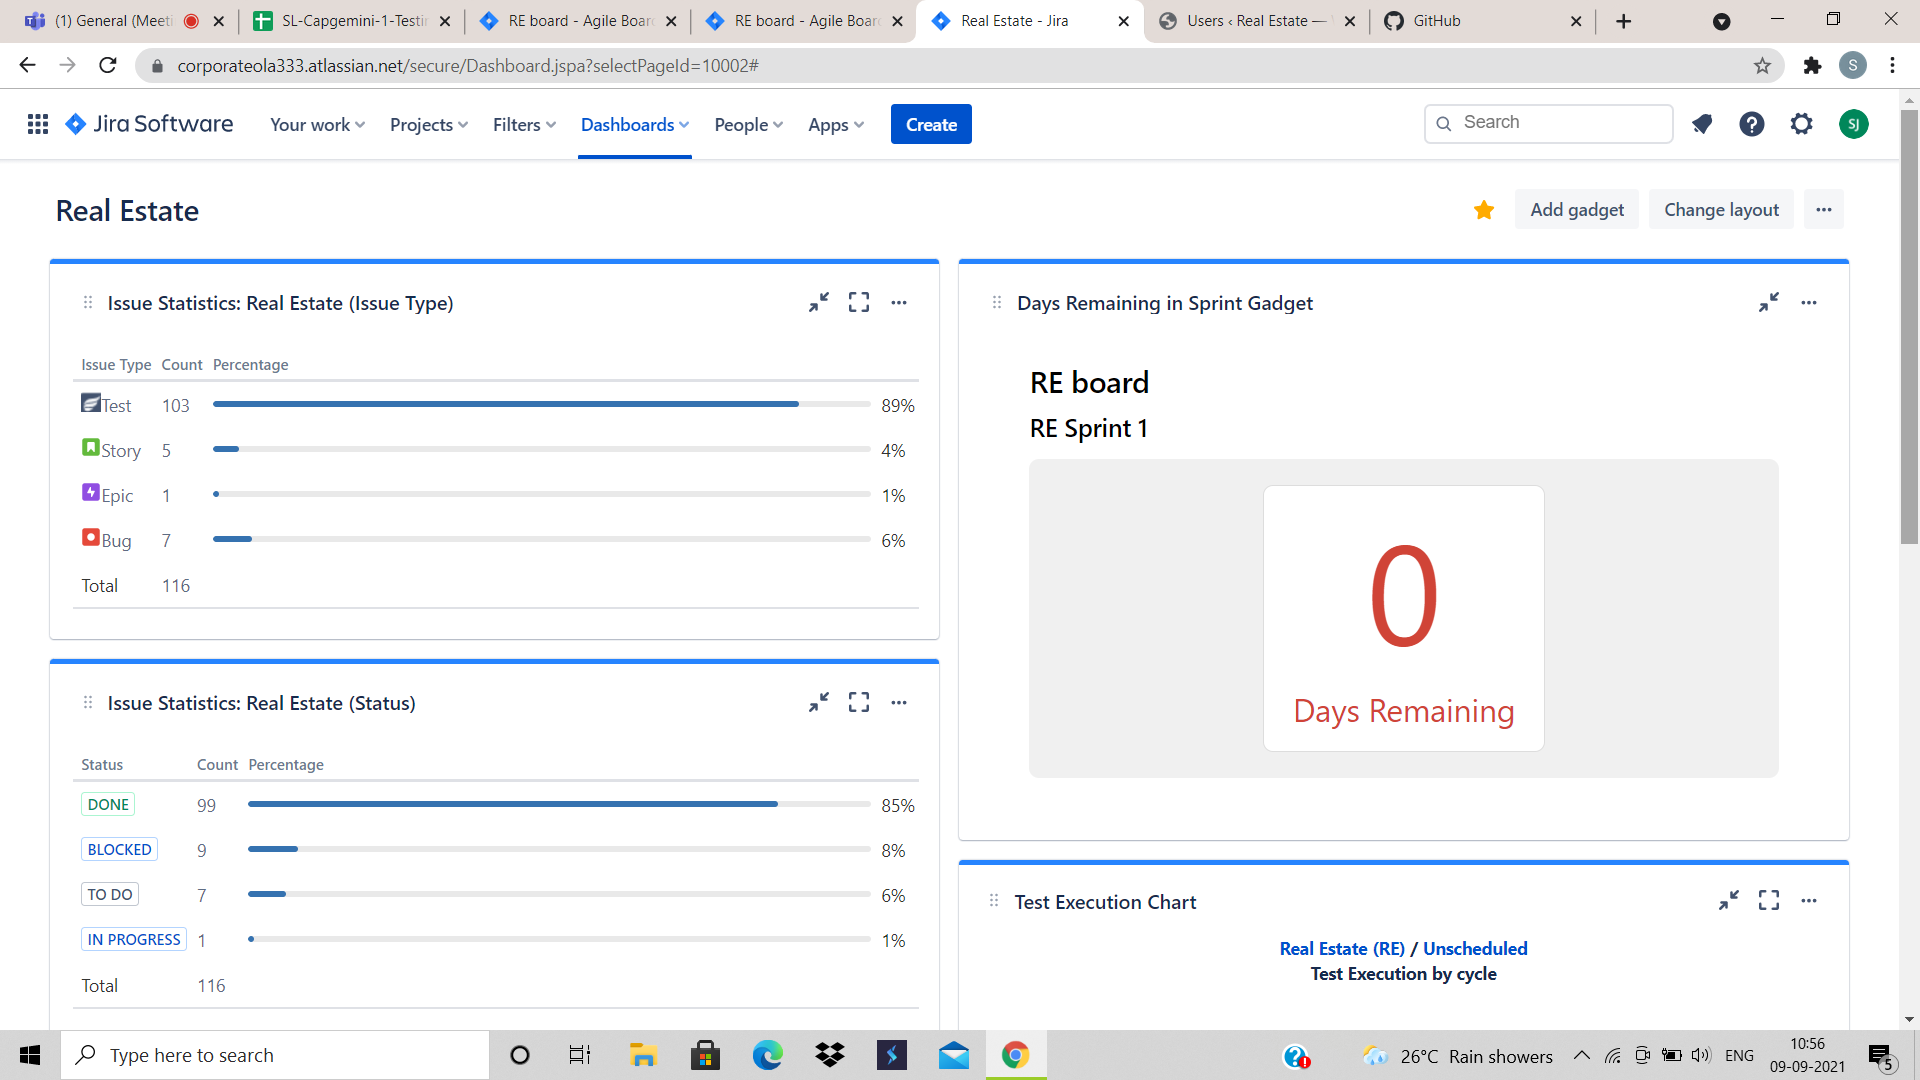 (1) General (Meeti
SL-Capgemini-1-Testin
RE board - Agile Boar
RE board - Agile Boar
Real Estate - Jira
Users ‹ Real Estate —
GitHub
corporateola333.atlassian.net/secure/Dashboard.jspa?selectPageId=10002#
S
Jira Software
Your work
Projects
Filters
Dashboards
People
Apps
Create
Search
SJ
Real Estate
Add gadget
Change layout
Issue Statistics: Real Estate (Issue Type)
Issue Type Count Percentage
Test 103 89%
Story 5 4%
Epic 1 1%
Bug 7 6%
Total 116
Issue Statistics: Real Estate (Status)
Status Count Percentage
DONE 99 85%
BLOCKED 9 8%
TO DO 7 6%
IN PROGRESS 1 1%
Total 116
Days Remaining in Sprint Gadget
RE board
RE Sprint 1
0
Days Remaining
Test Execution Chart
Real Estate (RE) / Unscheduled
Test Execution by cycle
Type here to search
26°C Rain showers
ENG
10:56
09-09-2021
5